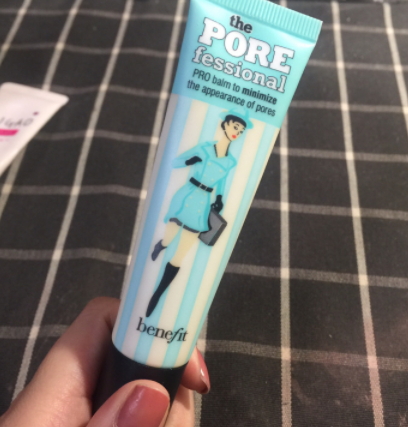 the
PORE
fessional
PRO balm to minimize
the appearance of pores
benefit